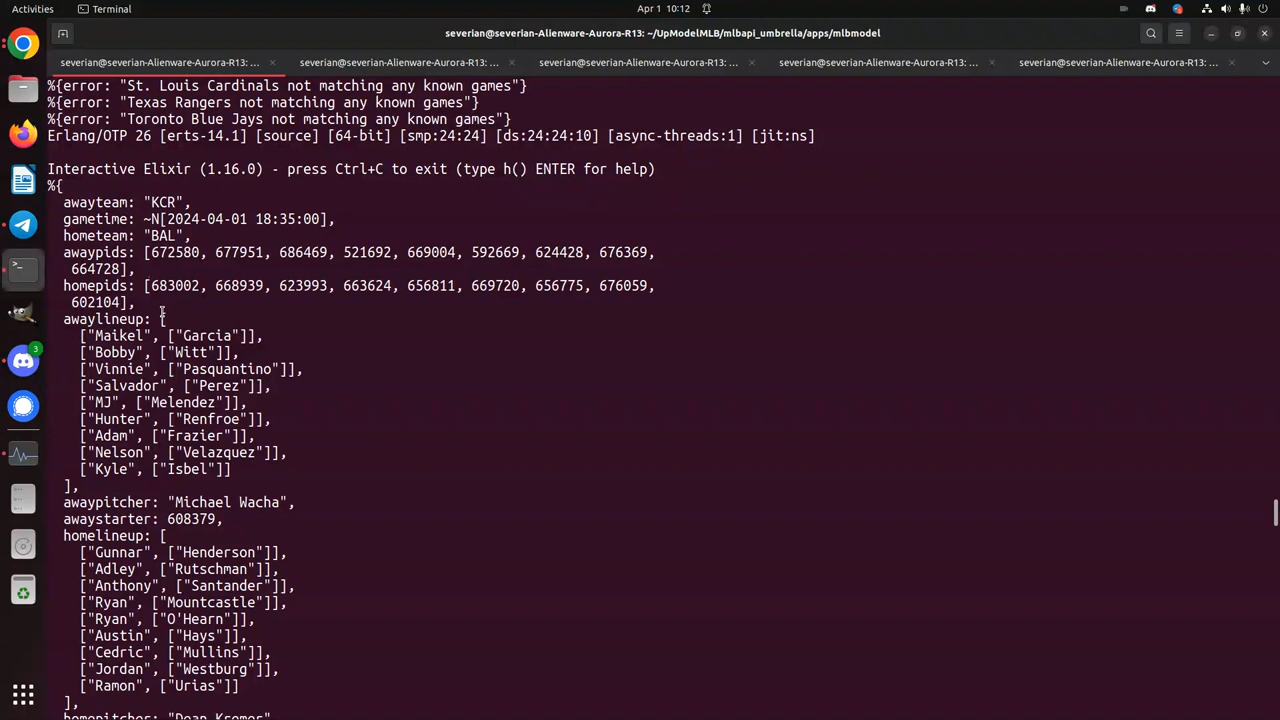 Activities
Terminal
Apr 1 10:12
severian@severian-Alienware-Aurora-R13: ~/UpModelMLB/mlbapi_umbrella/apps/mlbmodel
severian@severian-Alienware-Aurora-R13: ... × severian@severian-Alienware-Aurora-R13: ... × severian@severian-Alienware-Aurora-R13: ... × severian@severian-Alienware-Aurora-R13: ... × severian@severian-Alienware-Aurora-R13: ... ×
%{error: "St. Louis Cardinals not matching any known games"}
%{error: "Texas Rangers not matching any known games"}
%{error: "Toronto Blue Jays not matching any known games"}
Erlang/OTP 26 [erts-14.1] [source] [64-bit] [smp:24:24] [ds:24:24:10] [async-threads:1] [jit:ns]
Interactive Elixir (1.16.0) - press Ctrl+C to exit (type h() ENTER for help)
%{
awayteam: "KCR",
gametime: ~N[2024-04-01 18:35:00],
hometeam: "BAL",
awaypids: [672580, 677951, 686469, 521692, 669004, 592669, 624428, 676369,
664728],
homepids: [683002, 668939, 623993, 663624, 656811, 669720, 656775, 676059,
602104],
awaylineup: [
["Maikel", ["Garcia"]],
["Bobby", ["Witt"]],
["Vinnie", ["Pasquantino"]],
["Salvador", ["Perez"]],
["MJ", ["Melendez"]],
["Hunter", ["Renfroe"]],
["Adam", ["Frazier"]],
["Nelson", ["Velazquez"]],
["Kyle", ["Isbel"]]
],
awaypitcher: "Michael Wacha",
awaystarter: 608379,
homelineup: [
["Gunnar", ["Henderson"]],
["Adley", ["Rutschman"]],
["Anthony", ["Santander"]],
["Ryan", ["Mountcastle"]],
["Ryan", ["O'Hearn"]],
["Austin", ["Hays"]],
["Cedric", ["Mullins"]],
["Jordan", ["Westburg"]],
["Ramon", ["Urias"]]
],
homepitcher: "Dean Kremer"
3